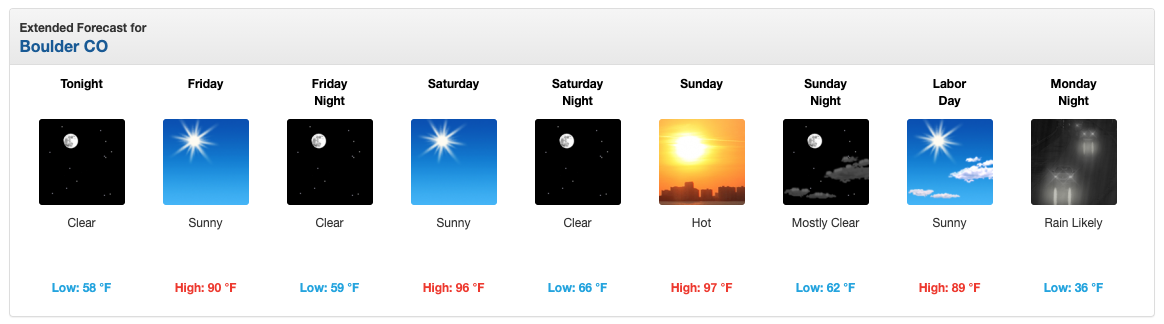 Extended Forecast for
Boulder CO
Tonight
Clear
Low: 58 °F
Friday
Sunny
High: 90 °F
Friday
Night
Clear
Low: 59 °F
Saturday
Sunny
High: 96 °F
Saturday
Night
Clear
Low: 66 °F
Sunday
Hot
High: 97 °F
Sunday
Night
Mostly Clear
Low: 62 °F
Labor
Day
Sunny
High: 89 °F
Monday
Night
Rain Likely
Low: 36 °F